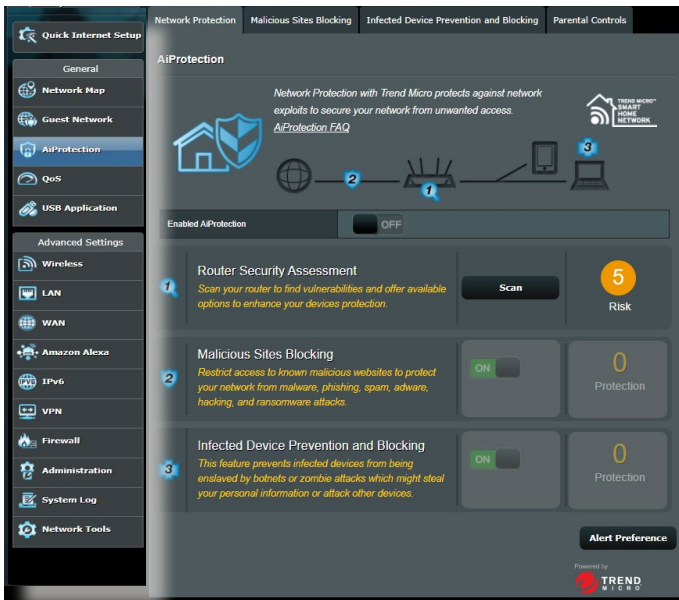 Quick Internet Setup
General
Network Map
Guest Network
AiProtection
QoS
USB Application
Advanced Settings
Wireless
LAN
WAN
Amazon Alexa
IPv6
VPN
Firewall
Administration
System Log
Network Tools
Network Protection
Malicious Sites Blocking
Infected Device Prevention and Blocking
Parental Controls
AiProtection
Network Protection with Trend Micro protects against network
exploits to secure your network from unwanted access.
AiProtection FAQ
TREND MICRO™
SMART
HOME
NETWORK
3
2
1
Enabled AiProtection
OFF
1
Router Security Assessment
Scan your router to find vulnerabilities and offer available
options to enhance your devices protection.
Scan
5
Risk
2
Malicious Sites Blocking
Restrict access to known malicious websites to protect
your network from malware, phishing, spam, adware,
hacking, and ransomware attacks.
ON
0
Protection
3
Infected Device Prevention and Blocking
This feature prevents infected devices from being
enslaved by botnets or zombie attacks which might steal
your personal information or attack other devices.
ON
0
Protection
Alert Preference
Powered by
TREND
MICRO